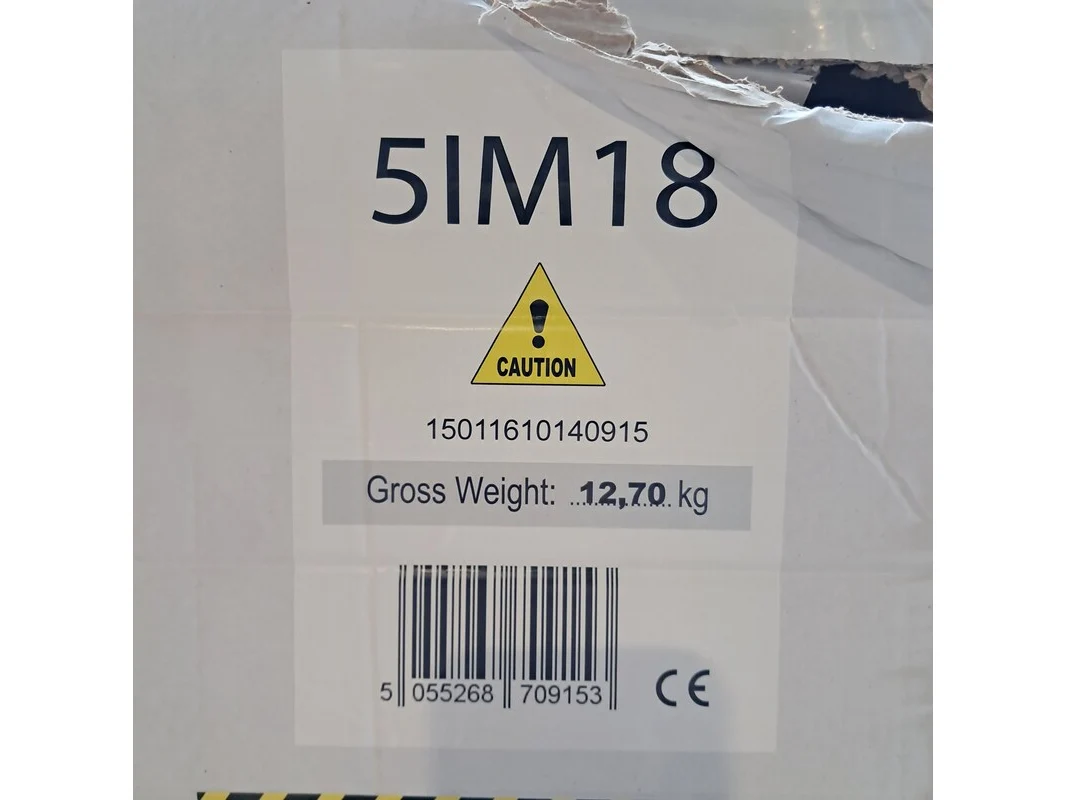 5IM18
CAUTION
15011610140915
Gross Weight: 12,70 kg
5 055268 709153
CE